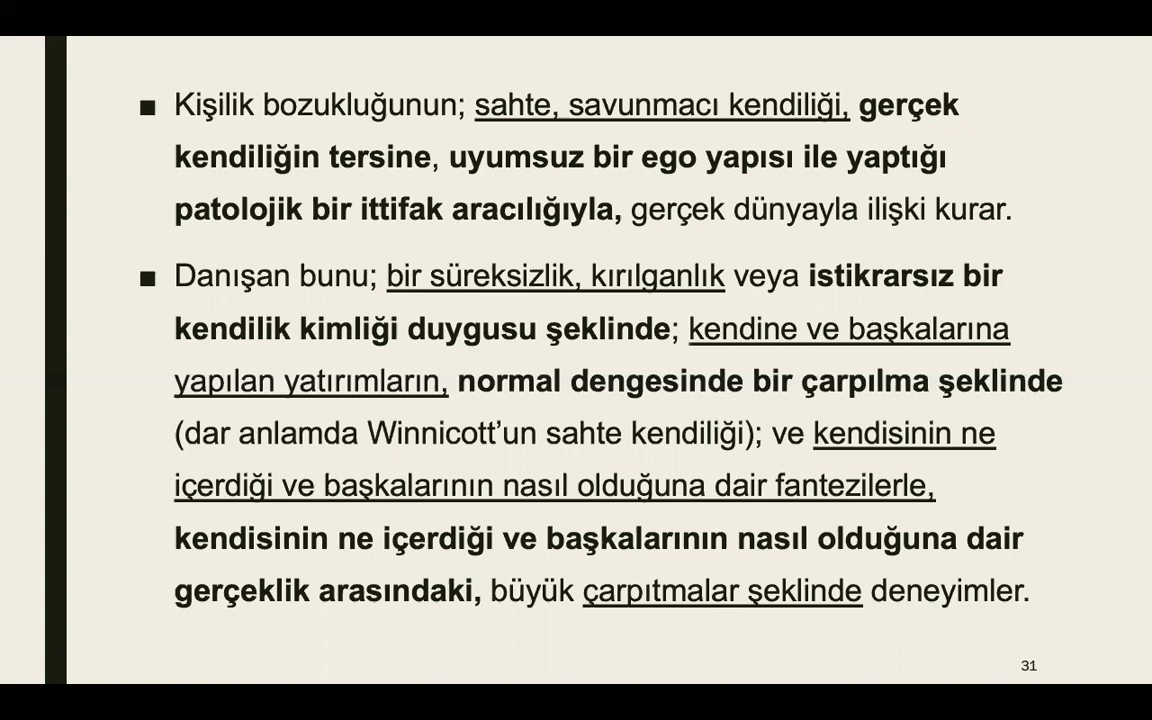 ■ Kişilik bozukluğunun; sahte, savunmacı kendiliği, gerçek
kendiliğin tersine, uyumsuz bir ego yapısı ile yaptığı
patolojik bir ittifak aracılığıyla, gerçek dünyayla ilişki kurar.
■ Danışan bunu; bir süreksizlik, kırılganlık veya istikrarsız bir
kendilik kimliği duygusu şeklinde; kendine ve başkalarına
yapılan yatırımların, normal dengesinde bir çarpılma şeklinde
(dar anlamda Winnicott’un sahte kendiliği); ve kendisinin ne
içerdiği ve başkalarının nasıl olduğuna dair fantezilerle,
kendisinin ne içerdiği ve başkalarının nasıl olduğuna dair
gerçeklik arasındaki, büyük çarpıtmalar şeklinde deneyimler.
31